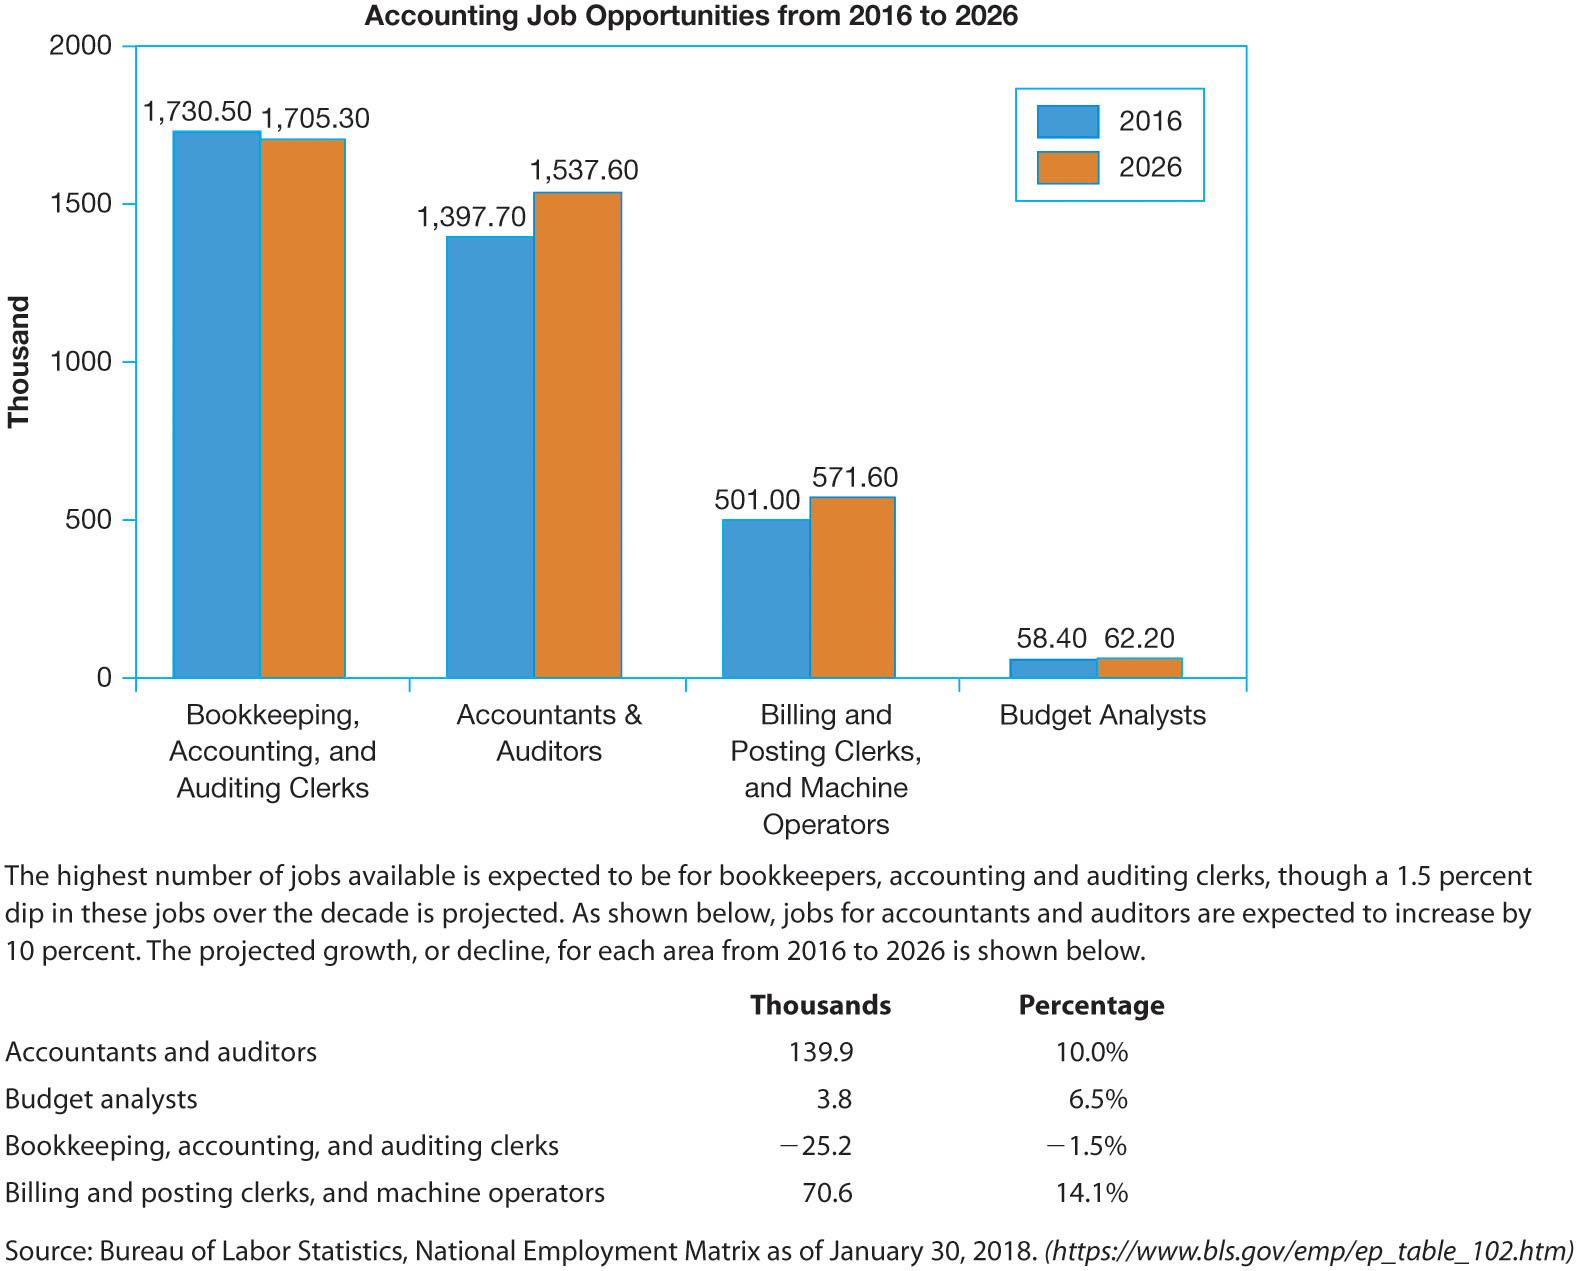 Accounting Job Opportunities from 2016 to 2026
2000
1500
1000
500
0
Thousand
1,730.50
1,705.30
1,397.70
1,537.60
501.00
571.60
58.40
62.20
2016
2026
Bookkeeping,
Accounting, and
Auditing Clerks
Accountants &
Auditors
Billing and
Posting Clerks,
and Machine
Operators
Budget Analysts
The highest number of jobs available is expected to be for bookkeepers, accounting and auditing clerks, though a 1.5 percent
dip in these jobs over the decade is projected. As shown below, jobs for accountants and auditors are expected to increase by
10 percent. The projected growth, or decline, for each area from 2016 to 2026 is shown below.
Thousands Percentage
Accountants and auditors 139.9 10.0%
Budget analysts 3.8 6.5%
Bookkeeping, accounting, and auditing clerks −25.2 −1.5%
Billing and posting clerks, and machine operators 70.6 14.1%
Source: Bureau of Labor Statistics, National Employment Matrix as of January 30, 2018. (https://www.bls.gov/emp/ep_table_102.htm)